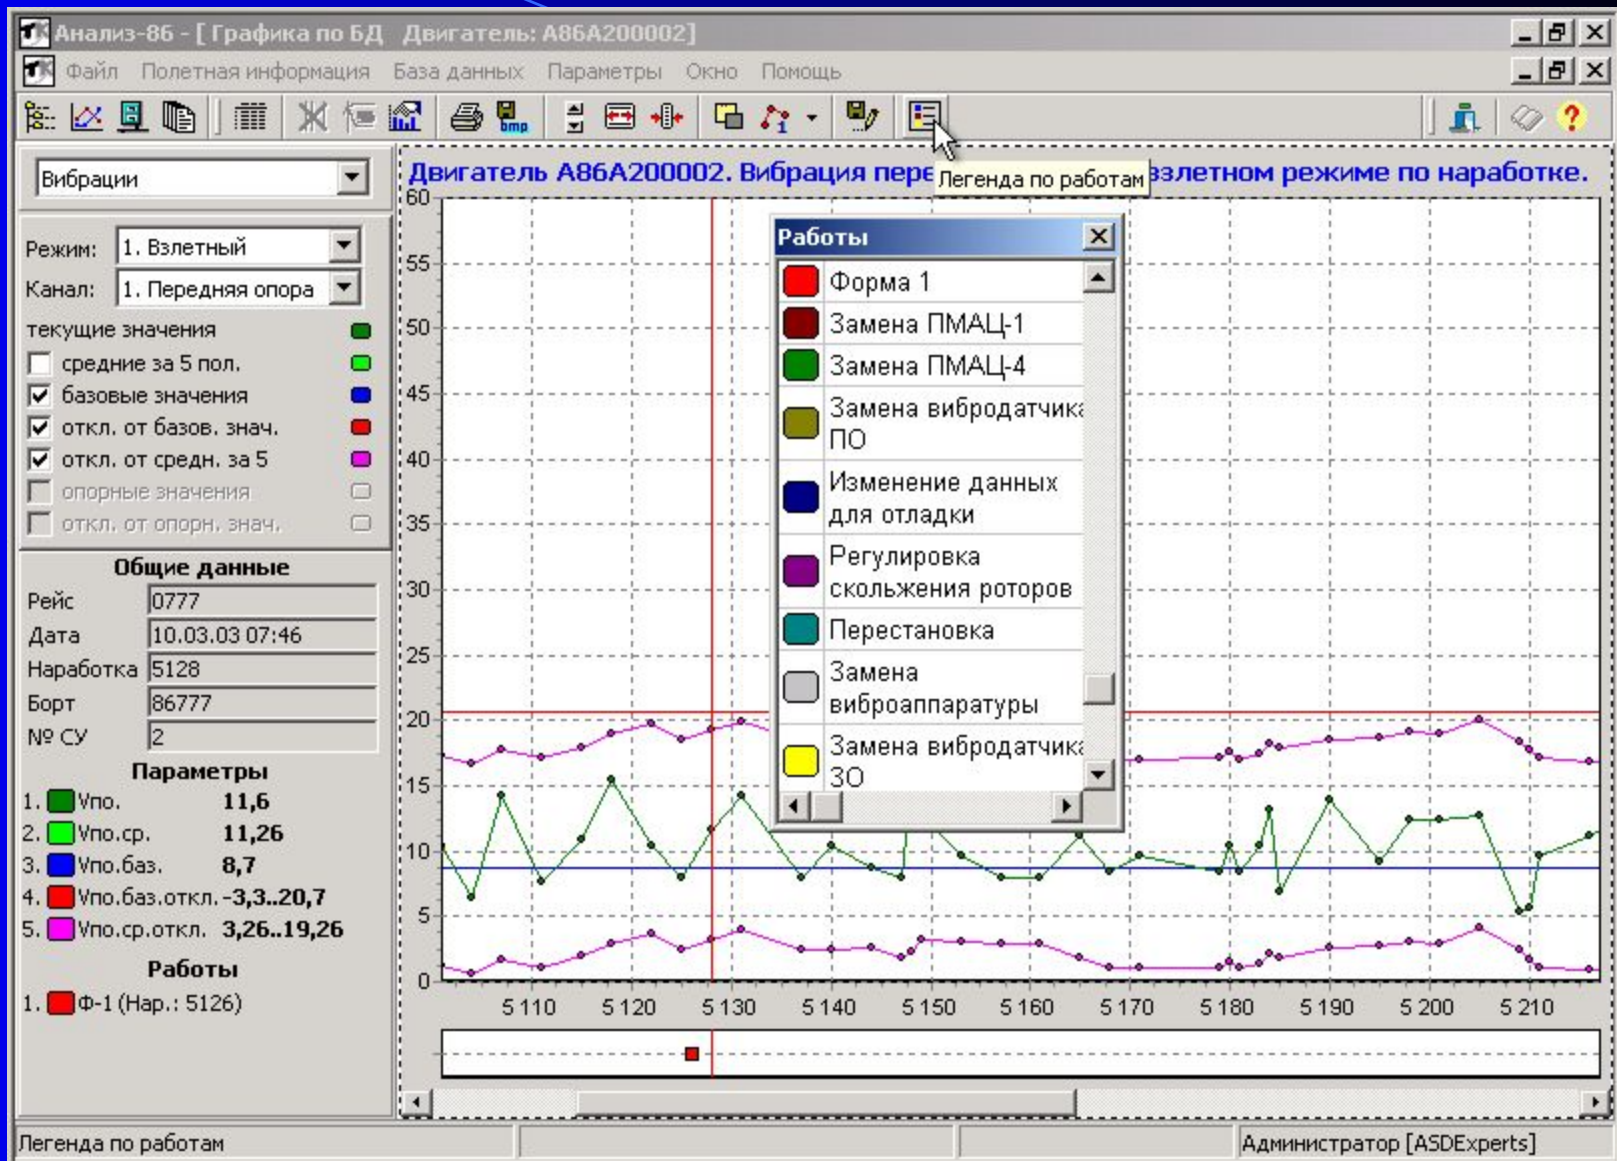 Анализ-86 - [ Графика по БД   Двигатель: A86A200002]
Файл   Полетная информация   База данных   Параметры   Окно   Помощь
bmp
Вибрации
Режим: 1. Взлетный
Канал: 1. Передняя опора
текущие значения
средние за 5 пол.
базовые значения
откл. от базов. знач.
откл. от средн. за 5
опорные значения
откл. от опорн. знач.
Общие данные
Рейс 0777
Дата 10.03.03 07:46
Наработка 5128
Борт 86777
№ СУ 2
Параметры
1. Vпо. 11,6
2. Vпо.ср. 11,26
3. Vпо.баз. 8,7
4. Vпо.баз.откл. -3,3..20,7
5. Vпо.ср.откл. 3,26..19,26
Работы
1. Ф-1 (Нар.: 5126)
Двигатель A86A200002. Вибрация пере
Легенда по работам
взлетном режиме по наработке.
60
55
50
45
40
35
30
25
20
15
10
5
0
5 110 5 120 5 130 5 140 5 150 5 160 5 170 5 180 5 190 5 200 5 210
Работы
Форма 1
Замена ПМАЦ-1
Замена ПМАЦ-4
Замена вибродатчика
ПО
Изменение данных
для отладки
Регулировка
скольжения роторов
Перестановка
Замена
виброаппаратуры
Замена вибродатчика
ЗО
Легенда по работам
Администратор [ASDExperts]